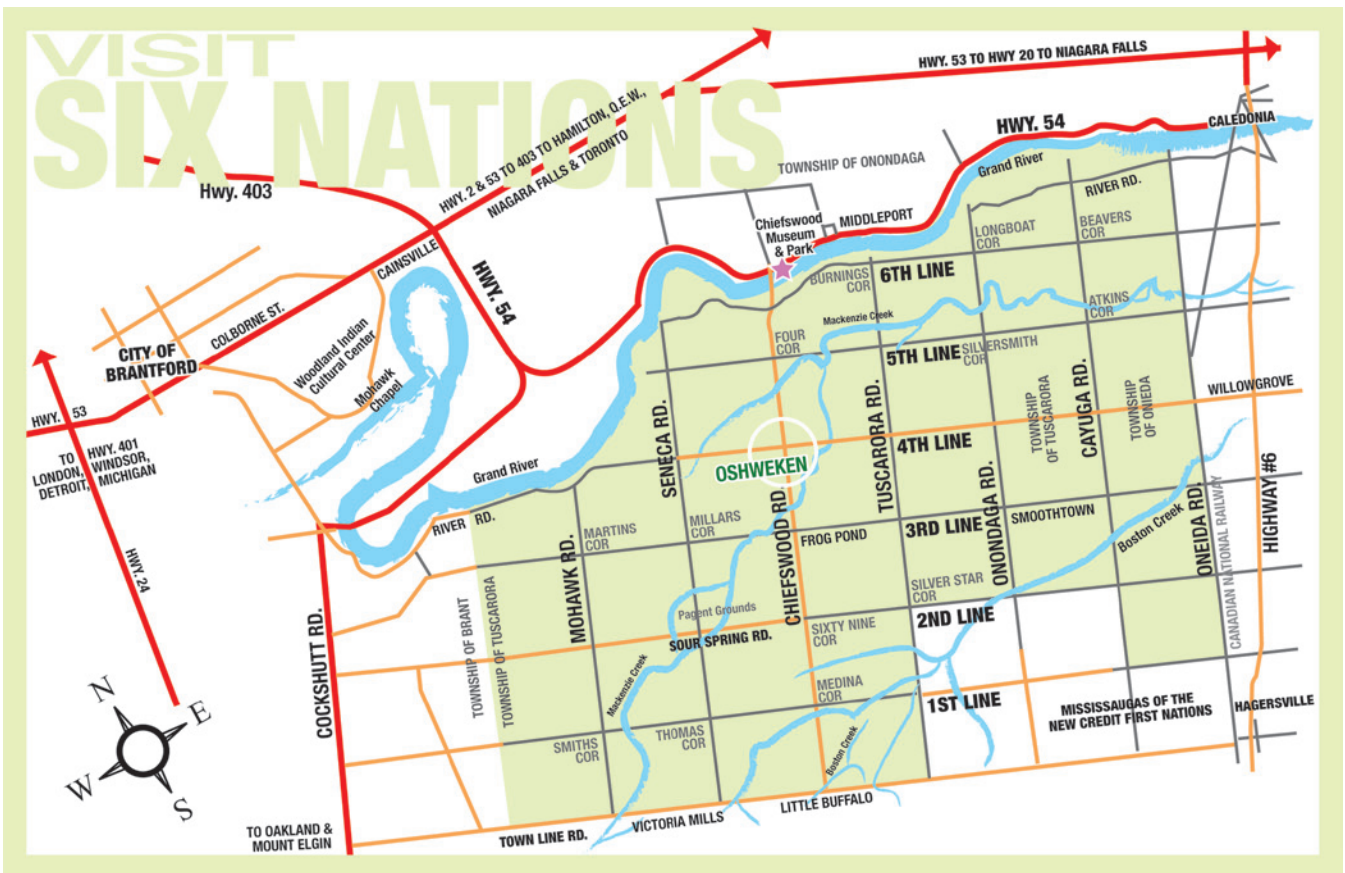 VISIT
SIX NATIONS
HWY. 53 TO HWY 20 TO NIAGARA FALLS
HWY. 2 & 53 TO 403 TO HAMILTON, Q.E.W.,
NIAGARA FALLS & TORONTO
HWY. 54
CALEDONIA
Hwy. 403
TOWNSHIP OF ONONDAGA
Grand River
RIVER RD.
Chiefswood
Museum
& Park
MIDDLEPORT
LONGBOAT
COR
BEAVERS
COR
CAINSVILLE
HWY. 54
BURNINGS
COR
6TH LINE
ATKINS
COR
Mackenzie Creek
COLBORNE ST.
CITY OF
BRANTFORD
Woodland Indian
Cultural Center
Mohawk
Chapel
FOUR
COR
5TH LINE
SILVERSMITH
COR
HWY. 53
TO HWY. 401
LONDON, WINDSOR,
DETROIT, MICHIGAN
SENECA RD.
TUSCARORA RD.
TOWNSHIP
OF TUSCARORA
CAYUGA RD.
TOWNSHIP
OF ONIEDA
WILLOWGROVE
4TH LINE
OSHWEKEN
Grand River
RIVER RD.
HWY. 24
MOHAWK RD.
MARTINS
COR
MILLARS
COR
CHIEFSWOOD RD.
FROG POND
3RD LINE
ONONDAGA RD.
SMOOTHTOWN
Boston Creek
ONEIDA RD.
CANADIAN NATIONAL RAILWAY
HIGHWAY #6
SILVER STAR
COR
Pagent Grounds
2ND LINE
SIXTY NINE
COR
SOUR SPRING RD.
COCKSHUTT RD.
TOWNSHIP OF BRANT
TOWNSHIP OF TUSCARORA
Mackenzie Creek
MEDINA
COR
1ST LINE
MISSISSAUGAS OF THE
NEW CREDIT FIRST NATIONS
HAGERSVILLE
N
E
W
S
SMITHS
COR
THOMAS
COR
Boston Creek
LITTLE BUFFALO
VICTORIA MILLS
TOWN LINE RD.
TO OAKLAND &
MOUNT ELGIN